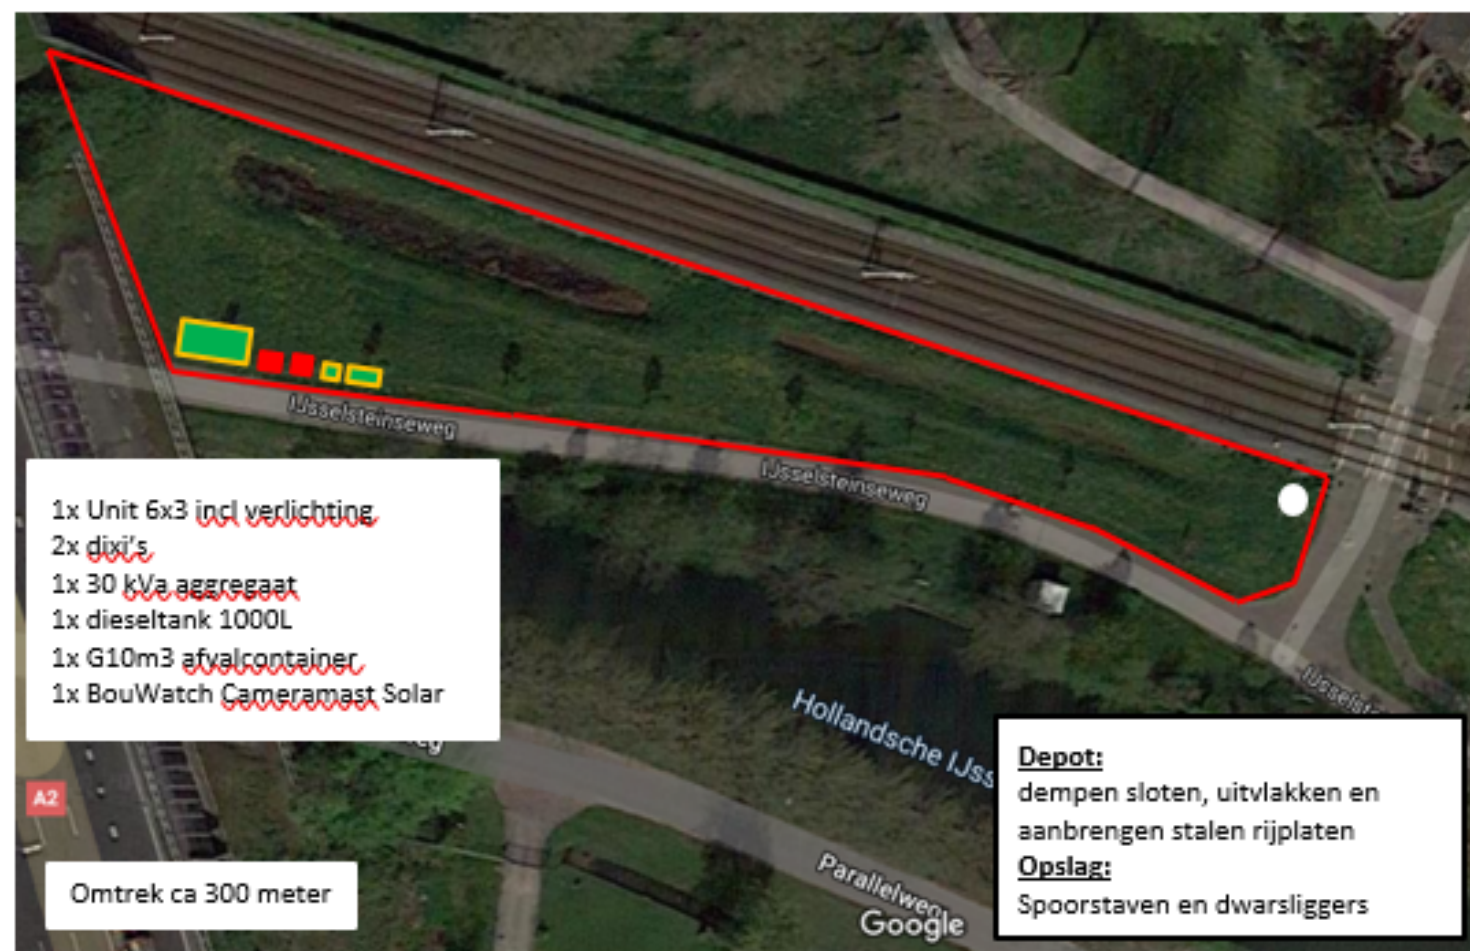 IJsselsteinseweg
IJsselsteinseweg
1x Unit 6x3 incl verlichting
2x dixi's
1x 30 kVa aggregaat
1x dieseltank 1000L
1x G10m3 afvalcontainer
1x BouWatch Cameramast Solar
IJsselst
eg
Hollandsche IJss
A2
Depot:
dempen sloten, uitvlakken en
aanbrengen stalen rijplaten
Opslag:
Spoorstaven en dwarsliggers
Omtrek ca 300 meter
Parallelweg
Google